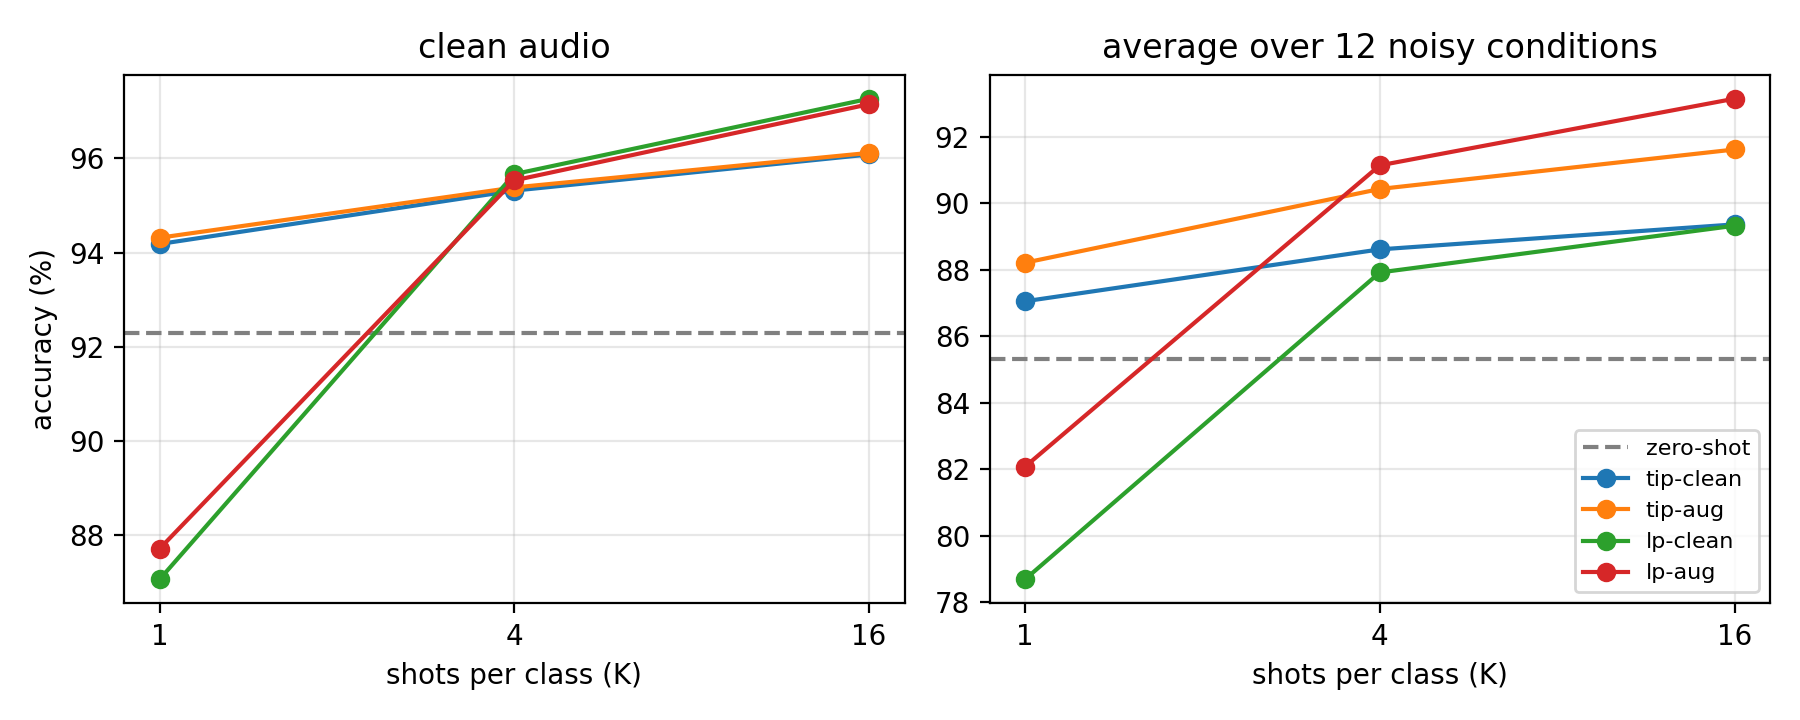 clean audio
accuracy (%)
96
94
92
90
88
1
4
16
shots per class (K)
average over 12 noisy conditions
92
90
88
86
84
82
80
78
zero-shot
tip-clean
tip-aug
lp-clean
lp-aug
1
4
16
shots per class (K)